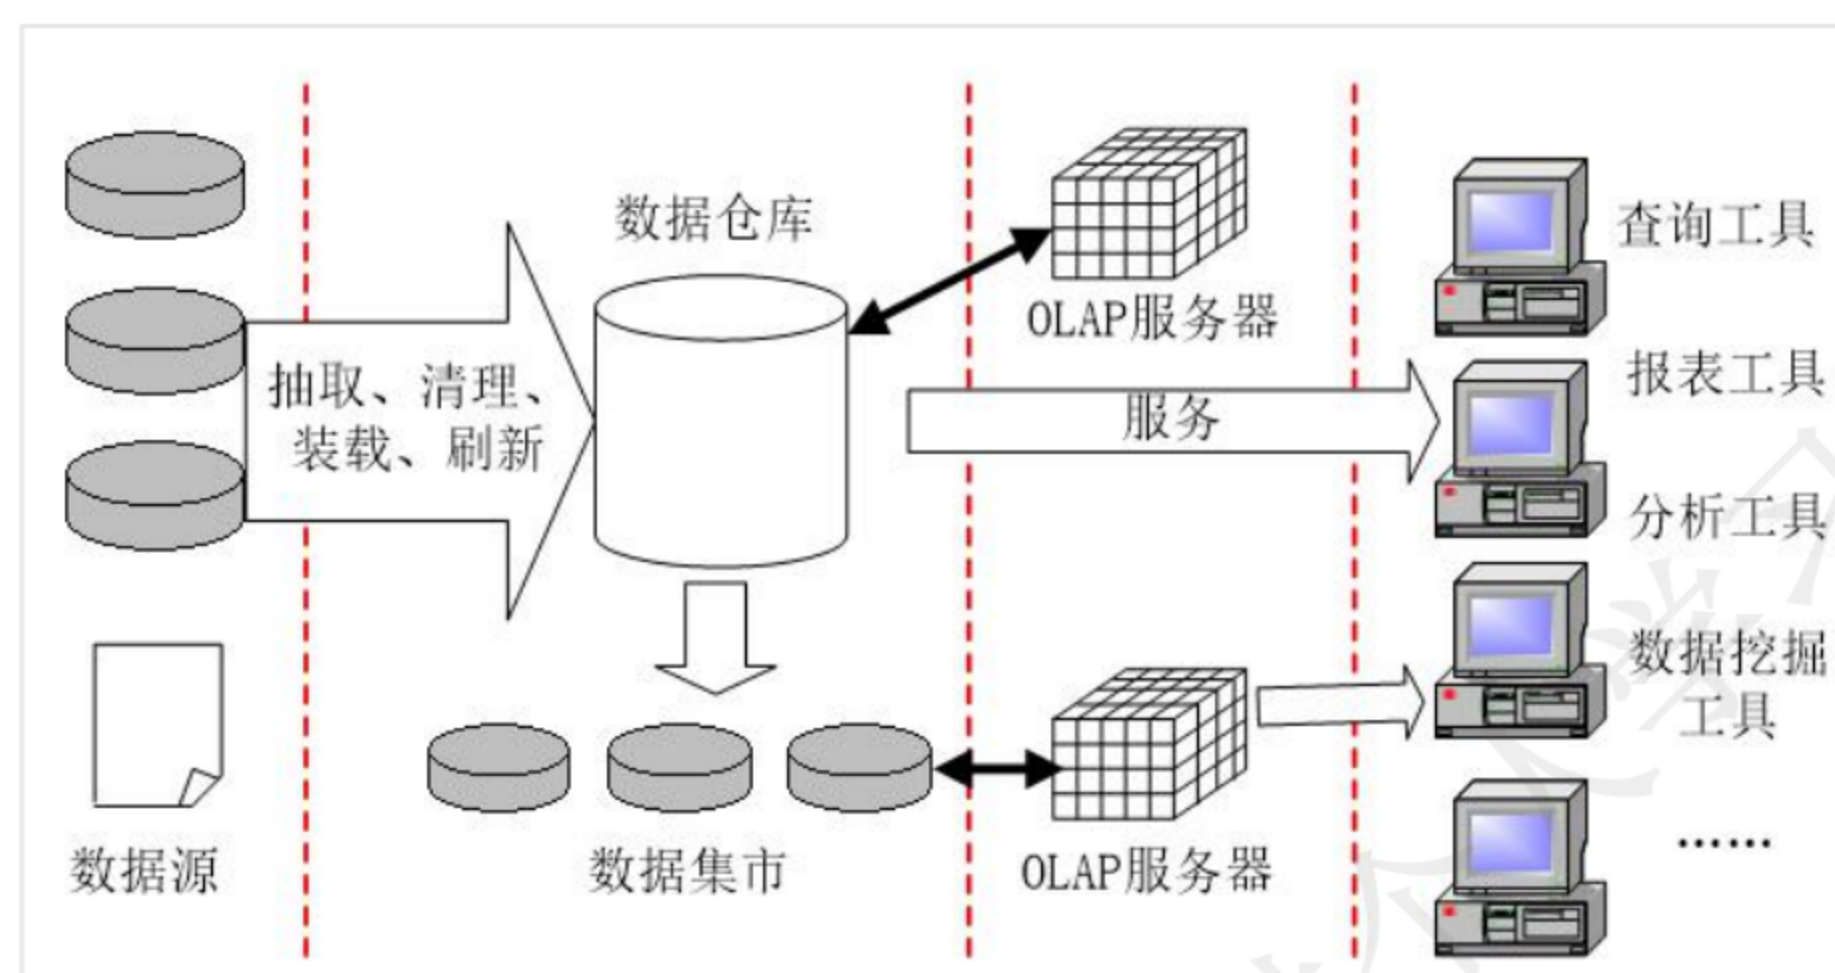 数据仓库
查询工具
OLAP服务器
报表工具
抽取、清理、
装载、刷新
服务
分析工具
数据挖掘
工具
数据源
数据集市
OLAP服务器
……